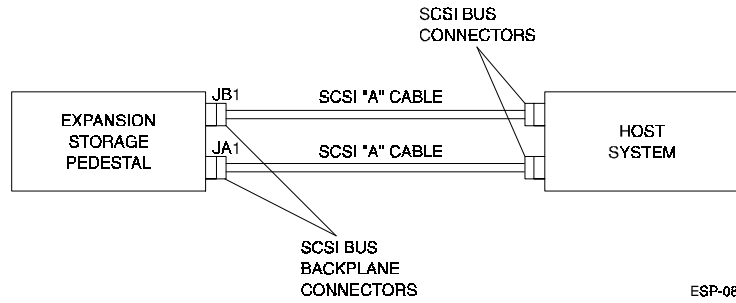 SCSI BUS
CONNECTORS
JB1
SCSI "A" CABLE
EXPANSION
STORAGE
PEDESTAL
HOST
SYSTEM
JA1
SCSI "A" CABLE
SCSI BUS
BACKPLANE
CONNECTORS